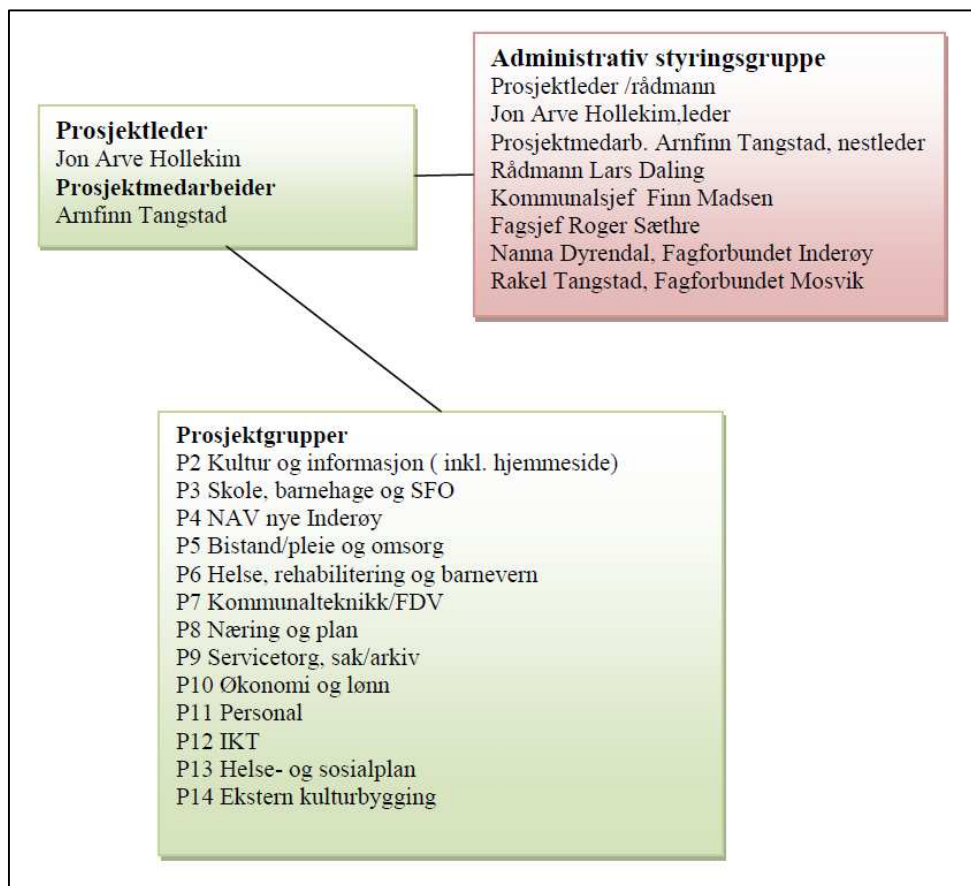 Prosjektleder
Jon Arve Hollekim
Prosjektmedarbeider
Arnfinn Tangstad
Administrativ styringsgruppe
Prosjektleder /rådmann
Jon Arve Hollekim,leder
Prosjektmedarb. Arnfinn Tangstad, nestleder
Rådmann Lars Daling
Kommunalsjef  Finn Madsen
Fagsjef Roger Sæthre
Nanna Dyrendal, Fagforbundet Inderøy
Rakel Tangstad, Fagforbundet Mosvik
Prosjektgrupper
P2 Kultur og informasjon ( inkl. hjemmeside)
P3 Skole, barnehage og SFO
P4 NAV nye Inderøy
P5 Bistand/pleie og omsorg
P6 Helse, rehabilitering og barnevern
P7 Kommunalteknikk/FDV
P8 Næring og plan
P9 Servicetorg, sak/arkiv
P10 Økonomi og lønn
P11 Personal
P12 IKT
P13 Helse- og sosialplan
P14 Ekstern kulturbygging